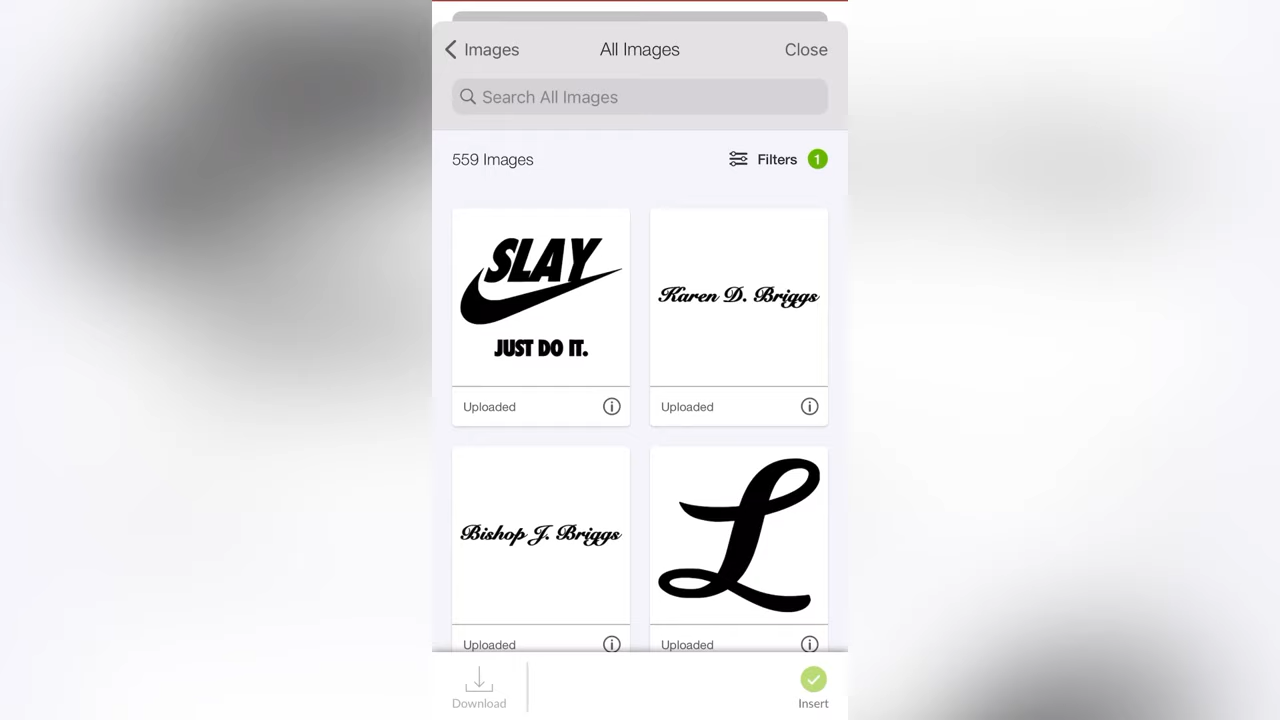 Images
All Images
Close
Search All Images
559 Images
Filters
1
SLAY
JUST DO IT.
Karen D. Briggs
Uploaded
Uploaded
Bishop J. Briggs
L
Uploaded
Uploaded
Download
Insert